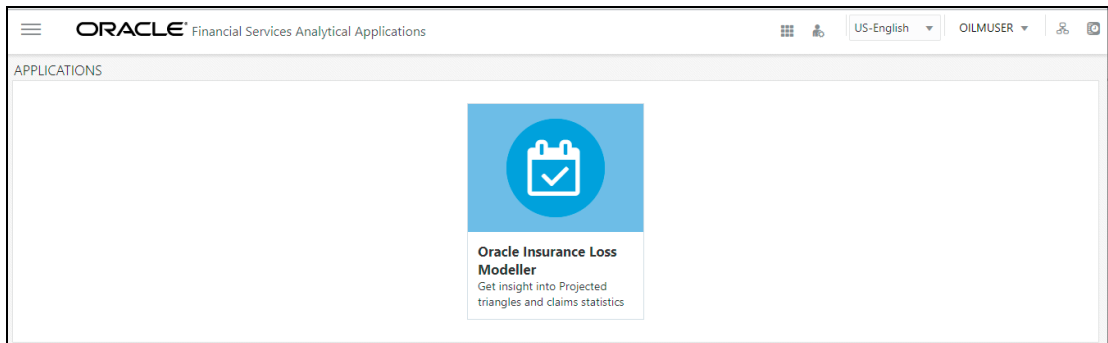 ORACLE® Financial Services Analytical Applications US-English OILMUSER
APPLICATIONS
Oracle Insurance Loss
Modeller
Get insight into Projected
triangles and claims statistics